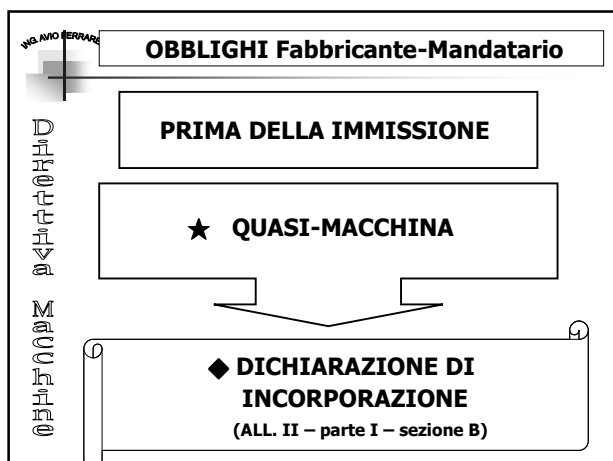 ING. AVIO FERRARE
OBBLIGHI Fabbricante-Mandatario
Direttiva Macchine
PRIMA DELLA IMMISSIONE
★ QUASI-MACCHINA
◆ DICHIARAZIONE DI
INCORPORAZIONE
(ALL. II – parte I – sezione B)